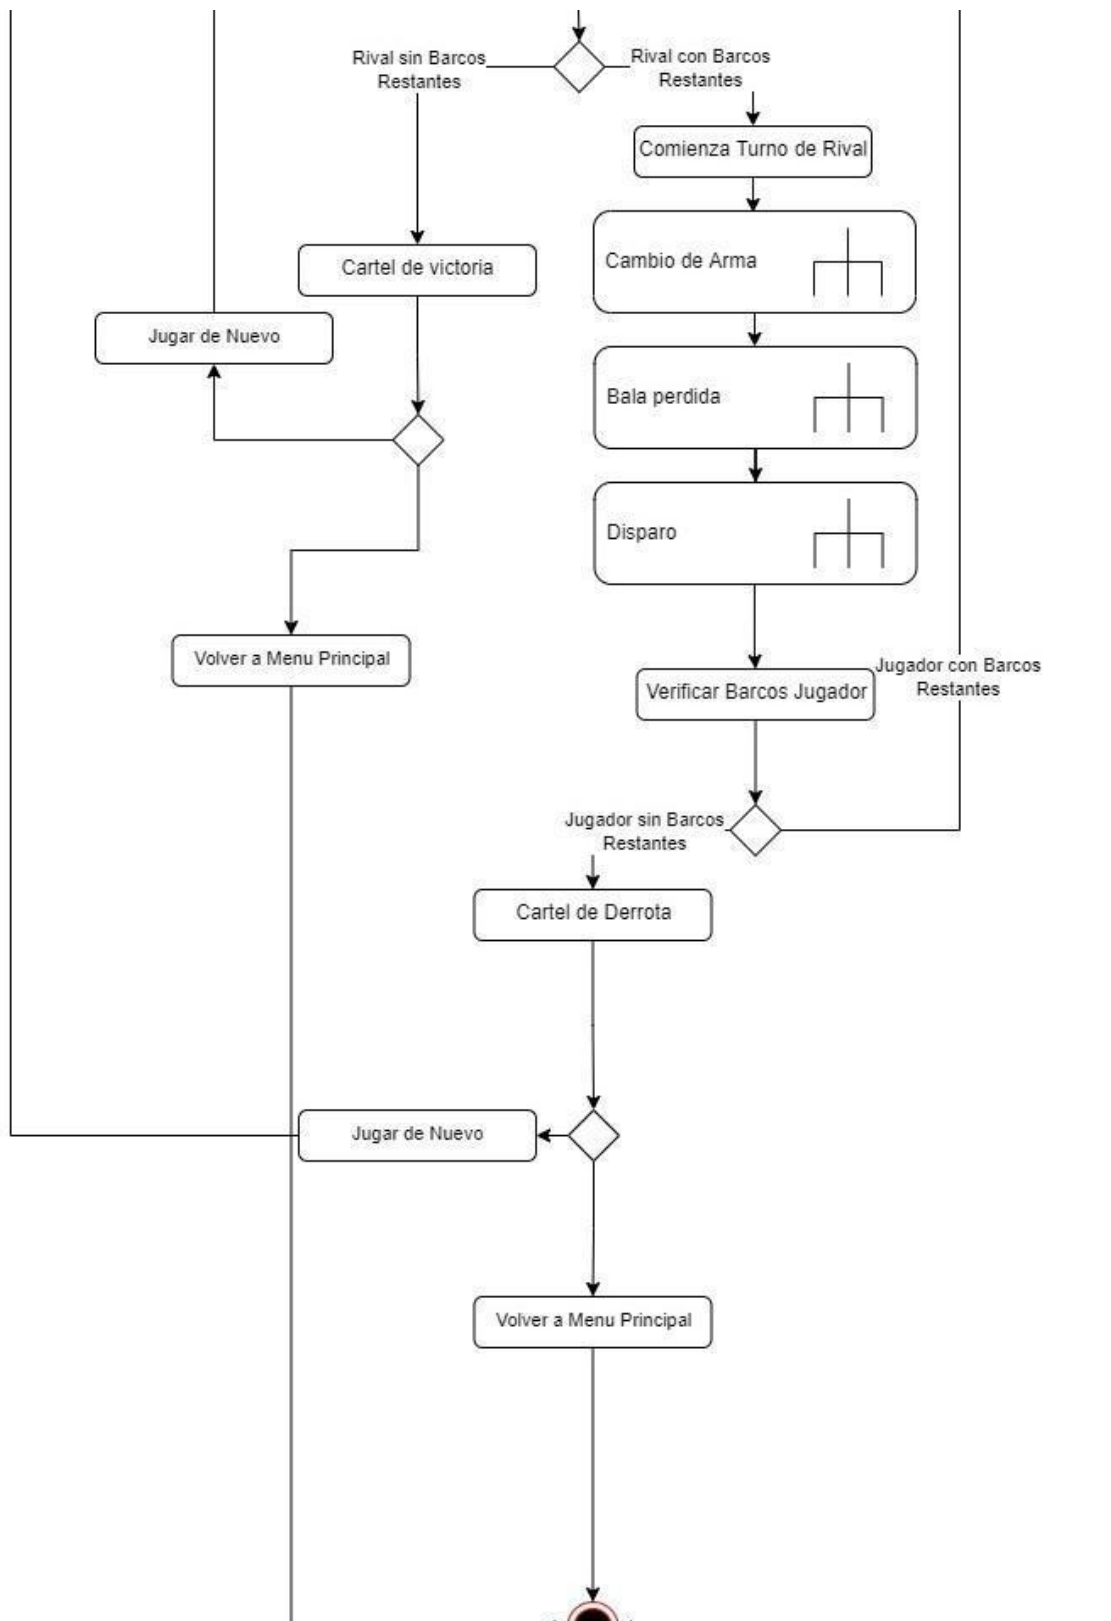 Rival sin Barcos
Restantes
Rival con Barcos
Restantes
Comienza Turno de Rival
Cambio de Arma
Cartel de victoria
Jugar de Nuevo
Bala perdida
Disparo
Volver a Menu Principal
Jugador con Barcos
Restantes
Verificar Barcos Jugador
Jugador sin Barcos
Restantes
Cartel de Derrota
Jugar de Nuevo
Volver a Menu Principal